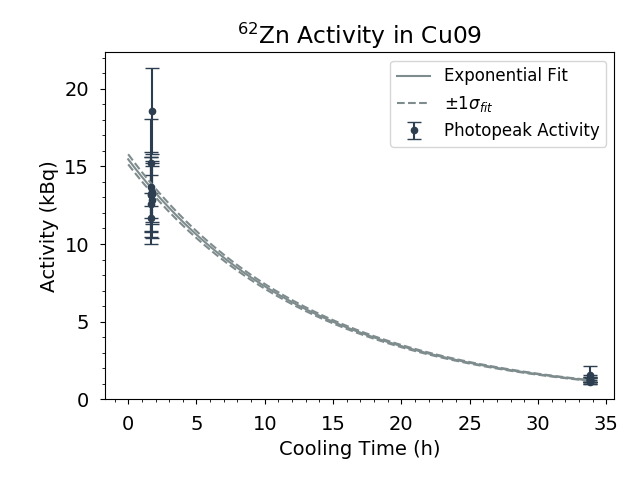 ⁶²Zn Activity in Cu09
Exponential Fit
±1σ_fit
Photopeak Activity
Activity (kBq)
20
15
10
5
0
0 5 10 15 20 25 30 35
Cooling Time (h)